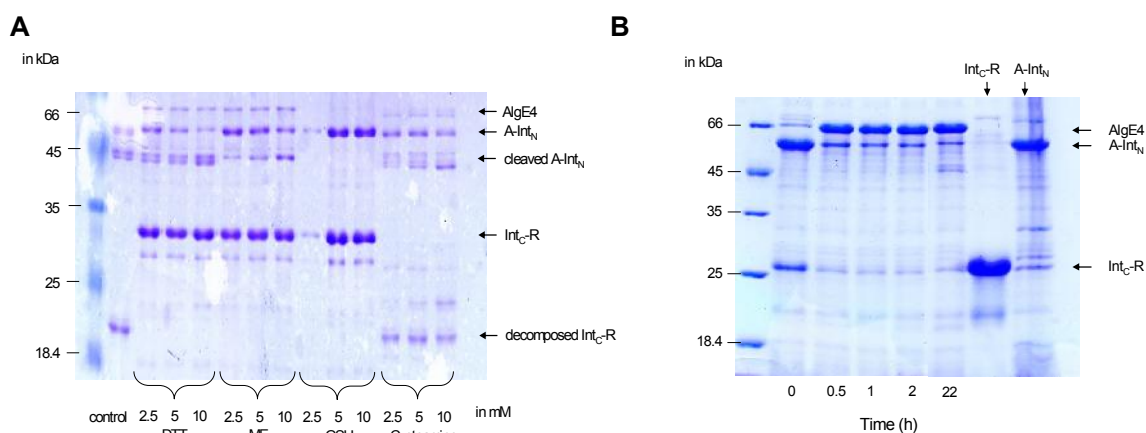 A
in kDa
66
45
35
25
18.4
AlgE4
A-IntN
cleaved A-IntN
IntC-R
decomposed IntC-R
control 2.5 5 10 2.5 5 10 2.5 5 10 2.5 5 10 in mM
B
in kDa
IntC-R A-IntN
66
45
35
25
18.4
AlgE4
A-IntN
IntC-R
0 0.5 1 2 22
Time (h)